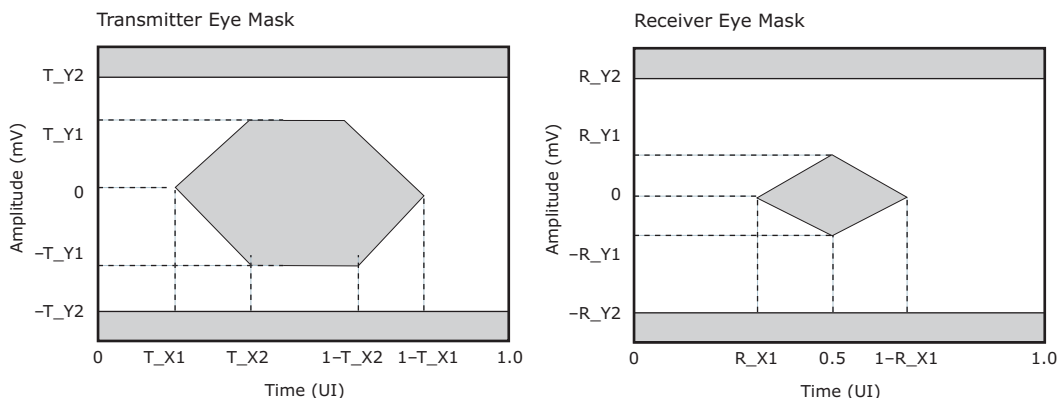 Transmitter Eye Mask
T_Y2
T_Y1
0
–T_Y1
–T_Y2
Amplitude (mV)
0
T_X1
T_X2
1–T_X2
1–T_X1
1.0
Time (UI)
Receiver Eye Mask
R_Y2
R_Y1
0
–R_Y1
–R_Y2
Amplitude (mV)
0
R_X1
0.5
1–R_X1
1.0
Time (UI)